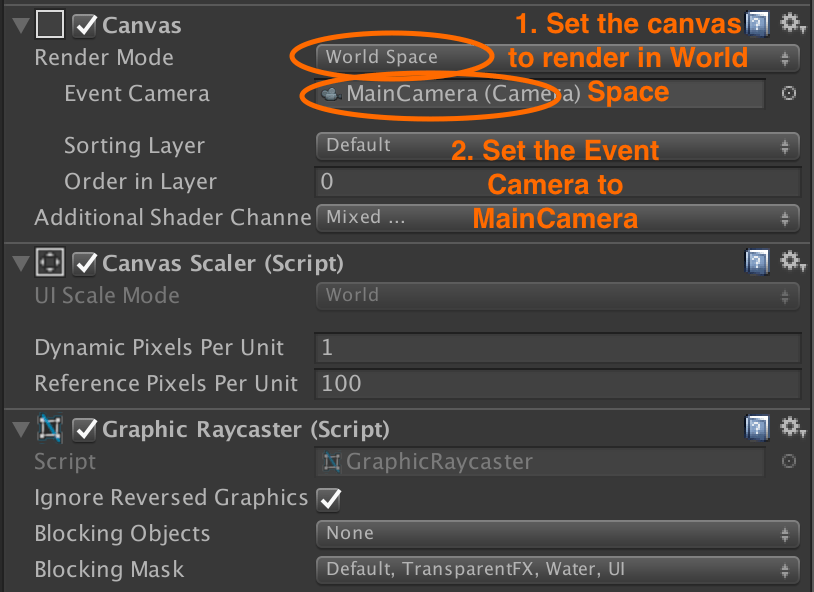 Canvas
1. Set the canvas
Render Mode
World Space
to render in World
Event Camera
MainCamera (Camera)
Space
Sorting Layer
Default
2. Set the Event
Order in Layer
0
Camera to
Additional Shader Channe
Mixed ...
MainCamera
Canvas Scaler (Script)
UI Scale Mode
World
Dynamic Pixels Per Unit
1
Reference Pixels Per Unit
100
Graphic Raycaster (Script)
Script
GraphicRaycaster
Ignore Reversed Graphics
Blocking Objects
None
Blocking Mask
Default, TransparentFX, Water, UI